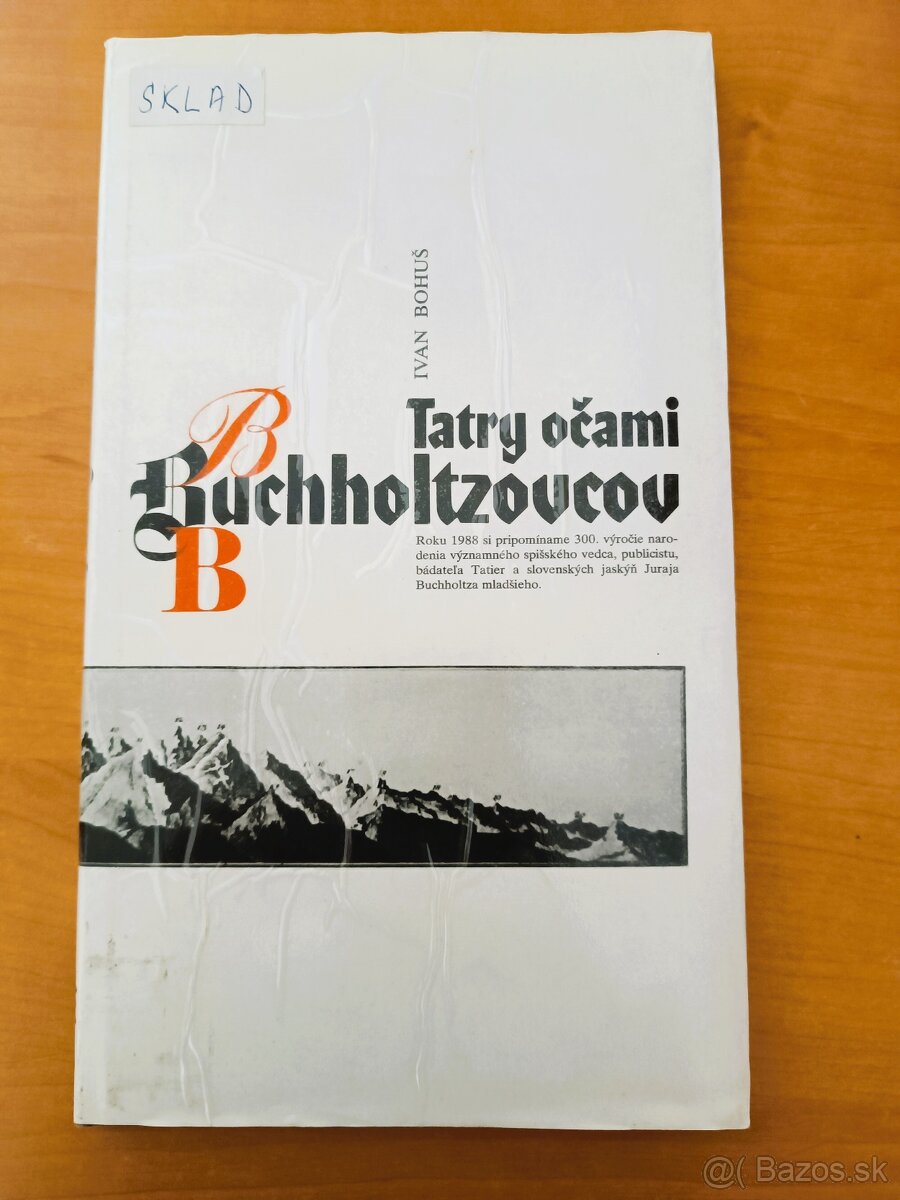 SKLAD
IVAN BOHUŠ
B
Tatry očami
Buchholtzovcov
B
Roku 1988 si pripomíname 300. výročie naro-
denia významného spišského vedca, publicistu,
bádateľa Tatier a slovenských jaskýň Juraja
Buchholtza mladšieho.
@( Bazos.sk